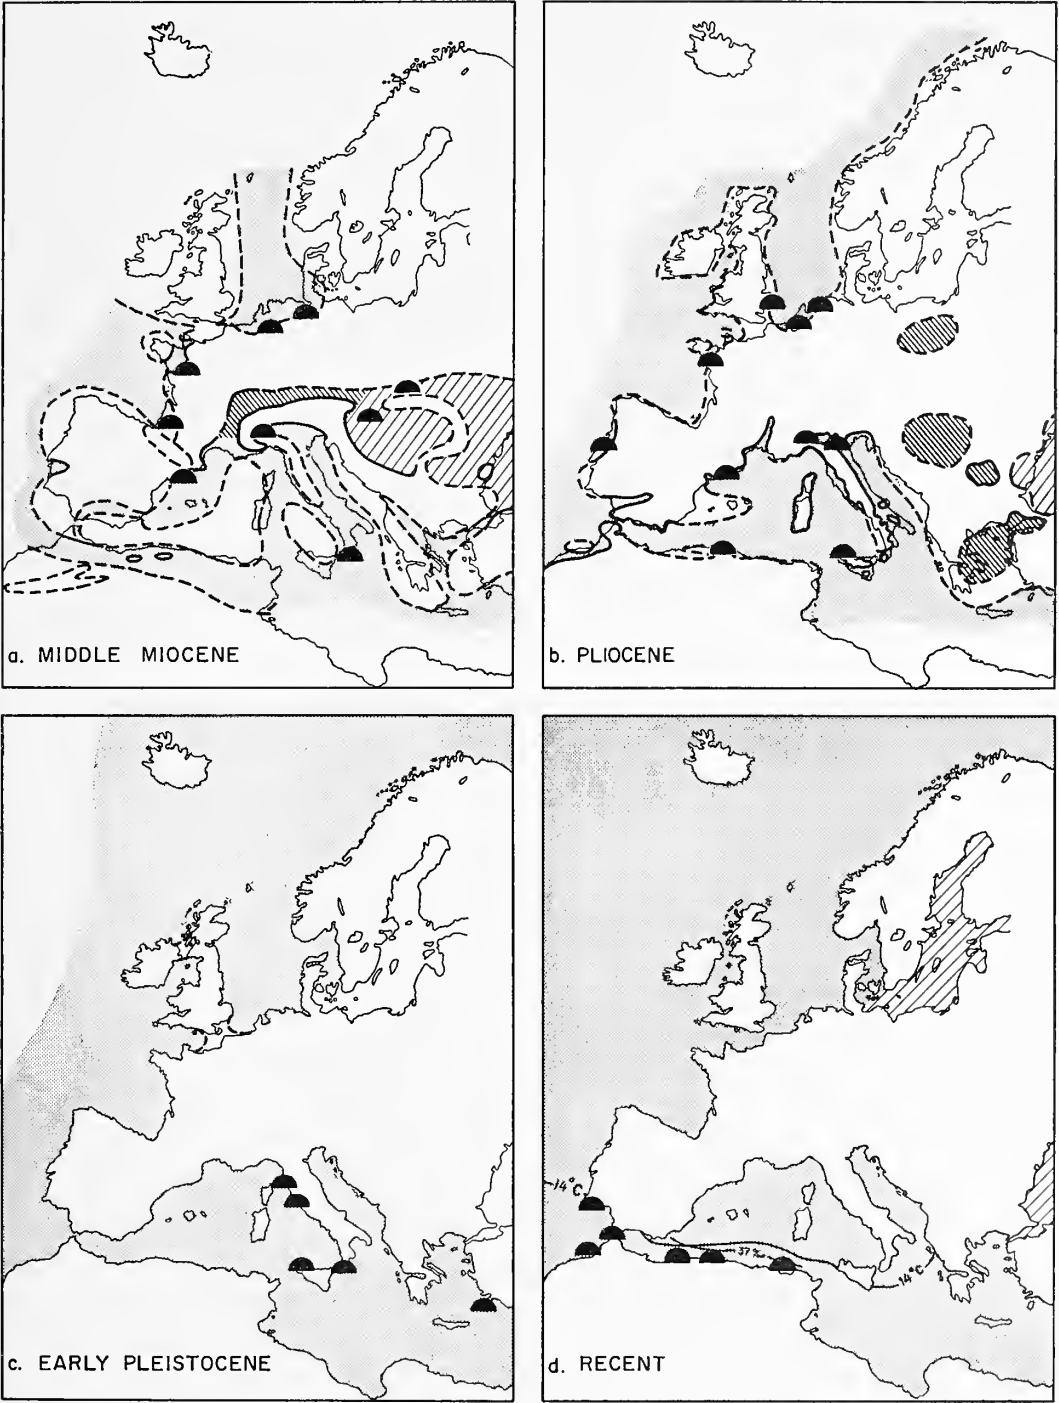 a. MIDDLE MIOCENE
b. PLIOCENE
14°C
37‰
14°C
c. EARLY PLEISTOCENE
d. RECENT